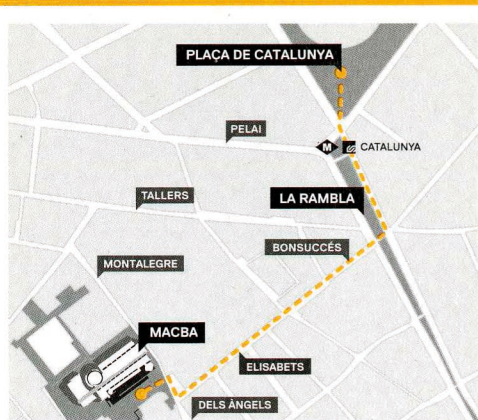 PLAÇA DE CATALUNYA
PELAI
M
CATALUNYA
TALLERS
LA RAMBLA
BONSUCCÉS
MONTALEGRE
MACBA
ELISABETS
DELS ÀNGELS